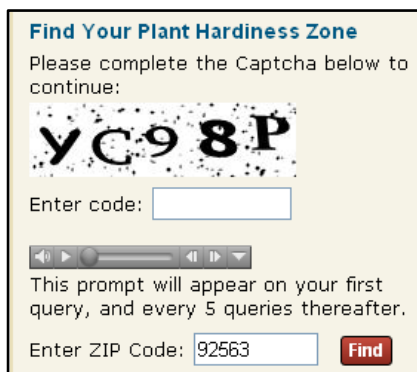 Find Your Plant Hardiness Zone
Please complete the Captcha below to
continue:
YC98P
Enter code:
This prompt will appear on your first
query, and every 5 queries thereafter.
Enter ZIP Code: 92563 Find